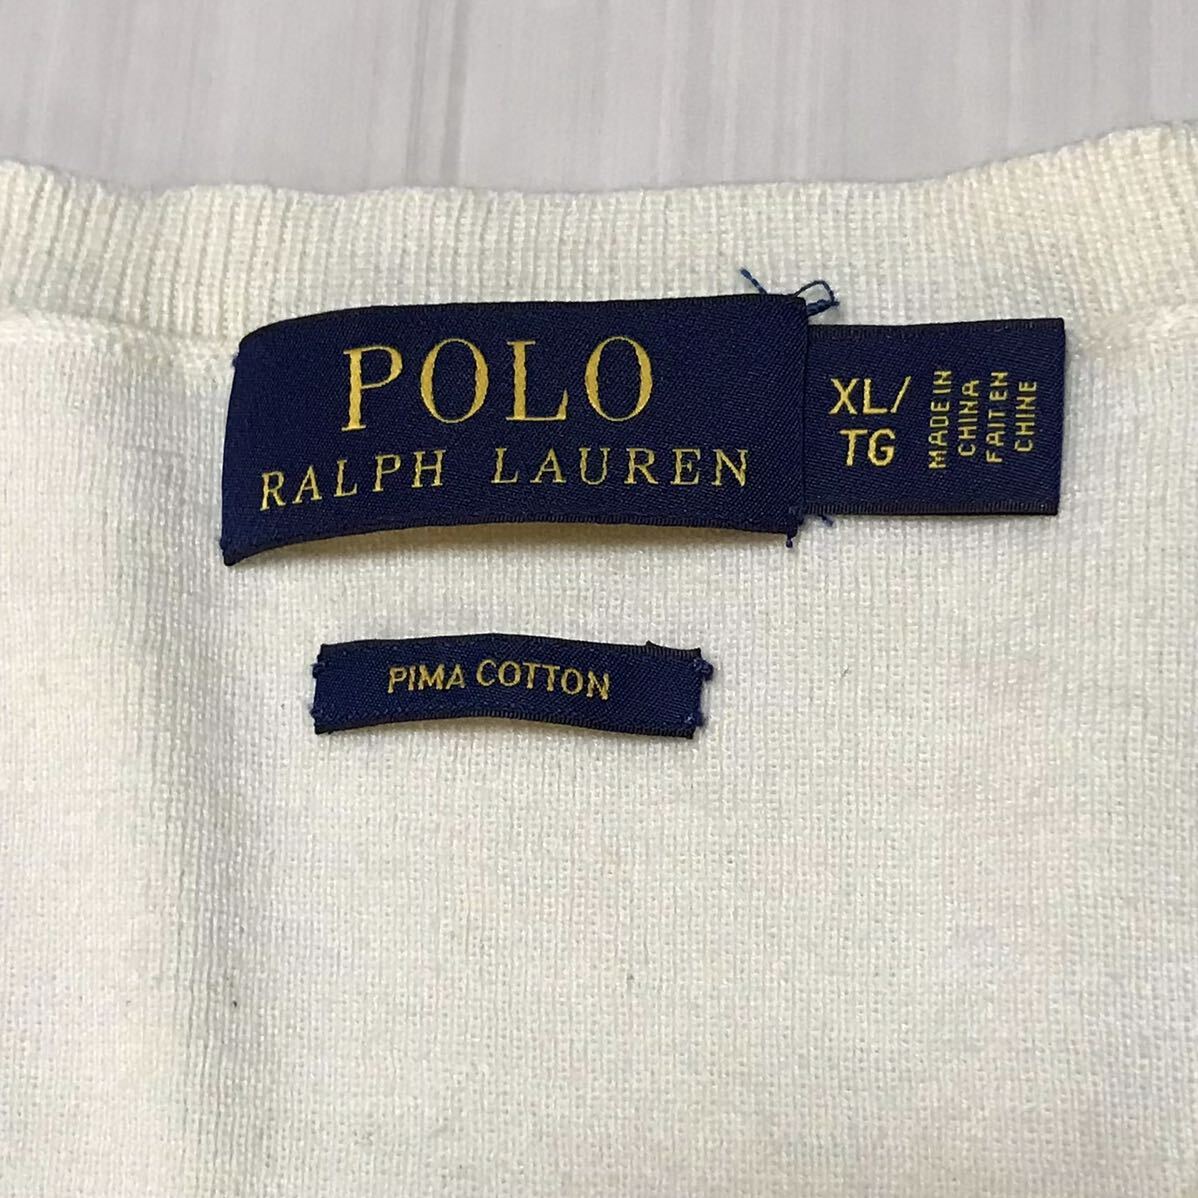 POLO
RALPH LAUREN
XL/
TG
MADE IN
CHINA
FAIT EN
CHINE
PIMA COTTON